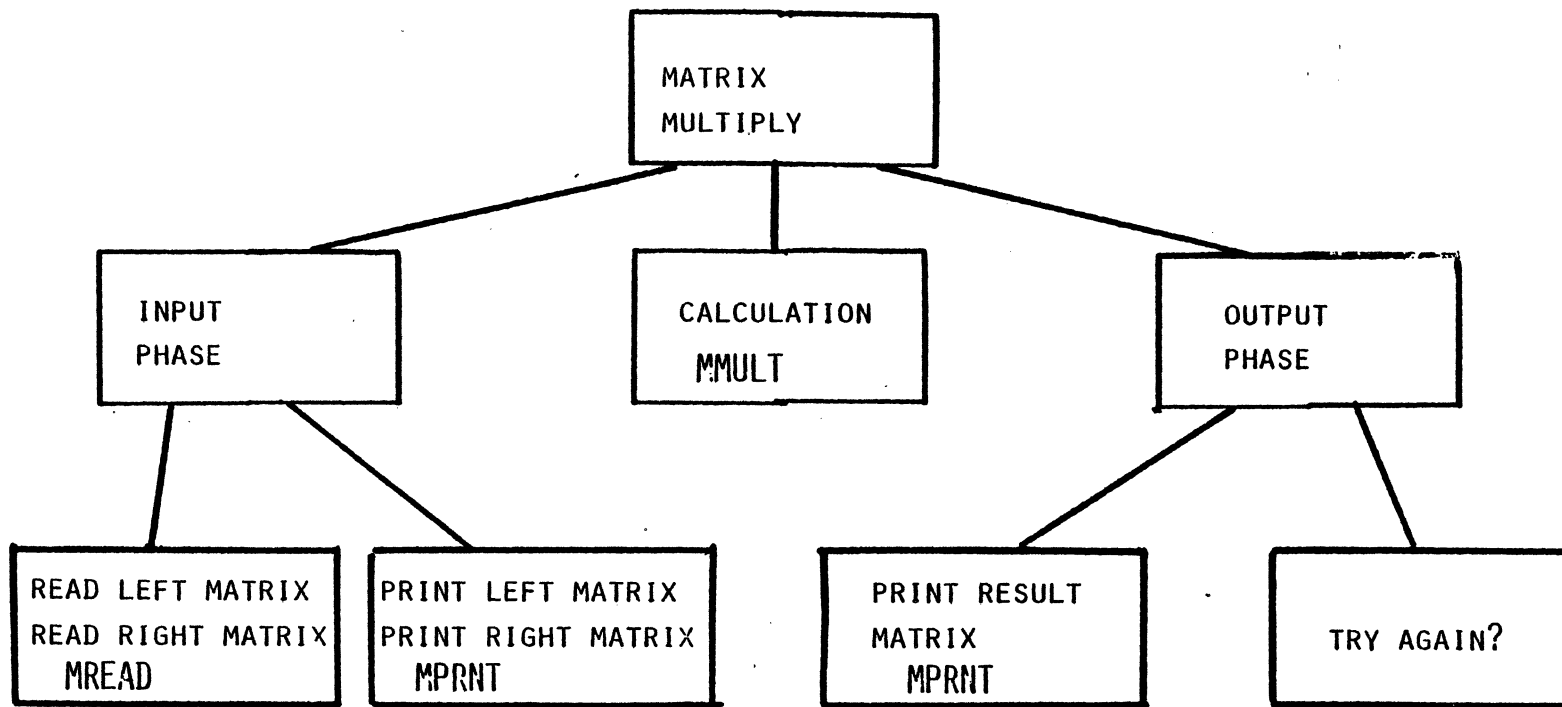 MATRIX
MULTIPLY
INPUT
PHASE
CALCULATION
MMULT
OUTPUT
PHASE
READ LEFT MATRIX
READ RIGHT MATRIX
MREAD
PRINT LEFT MATRIX
PRINT RIGHT MATRIX
MPRNT
PRINT RESULT
MATRIX
MPRNT
TRY AGAIN?